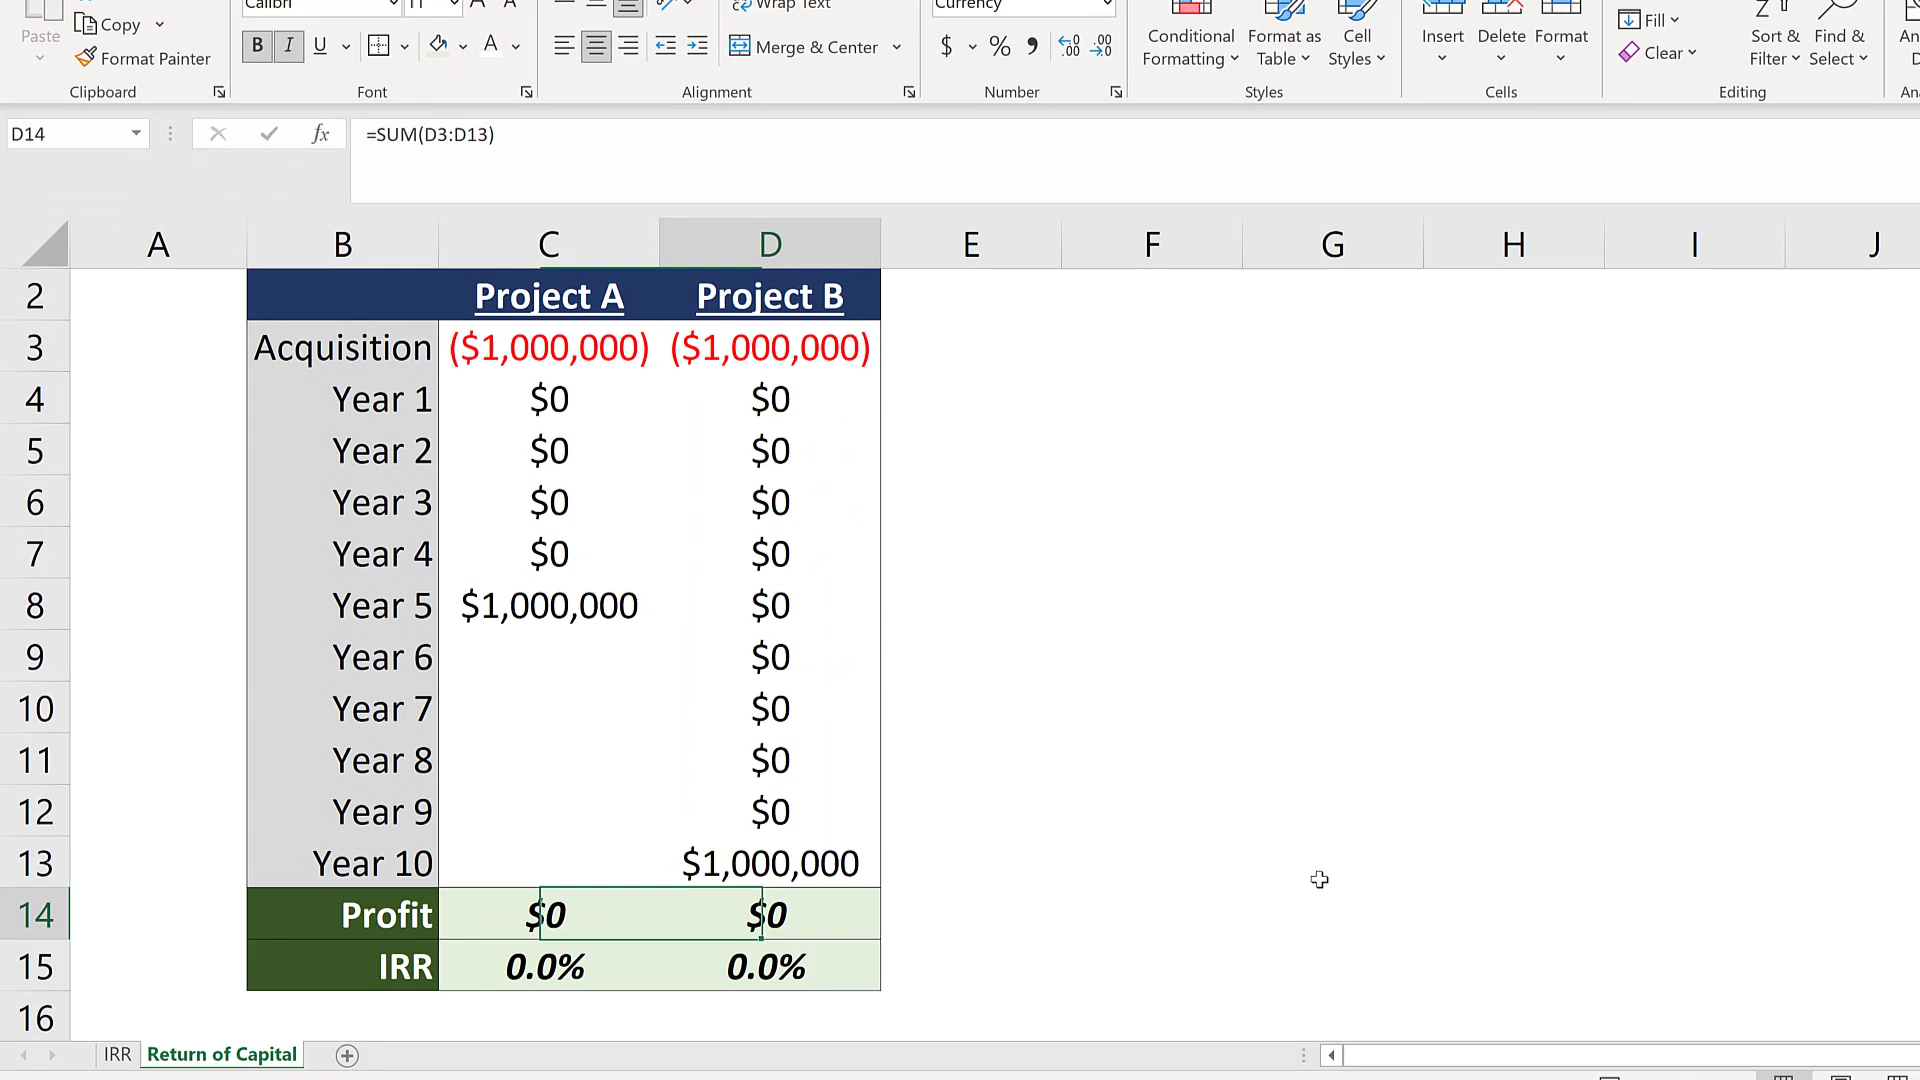 Calibri 11 Wrap Text Currency
Paste Copy Format Painter
B I U A Merge & Center $ % Conditional Formatting Format as Table Cell Styles Insert Delete Format Fill Clear Sort & Filter Find & Select
Clipboard Font Alignment Number Styles Cells Editing
D14 fx =SUM(D3:D13)
A B C D E F G H I J
2 Project A Project B
3 Acquisition ($1,000,000) ($1,000,000)
4 Year 1 $0 $0
5 Year 2 $0 $0
6 Year 3 $0 $0
7 Year 4 $0 $0
8 Year 5 $1,000,000 $0
9 Year 6 $0
10 Year 7 $0
11 Year 8 $0
12 Year 9 $0
13 Year 10 $1,000,000
14 Profit $0 $0
15 IRR 0.0% 0.0%
16
IRR Return of Capital